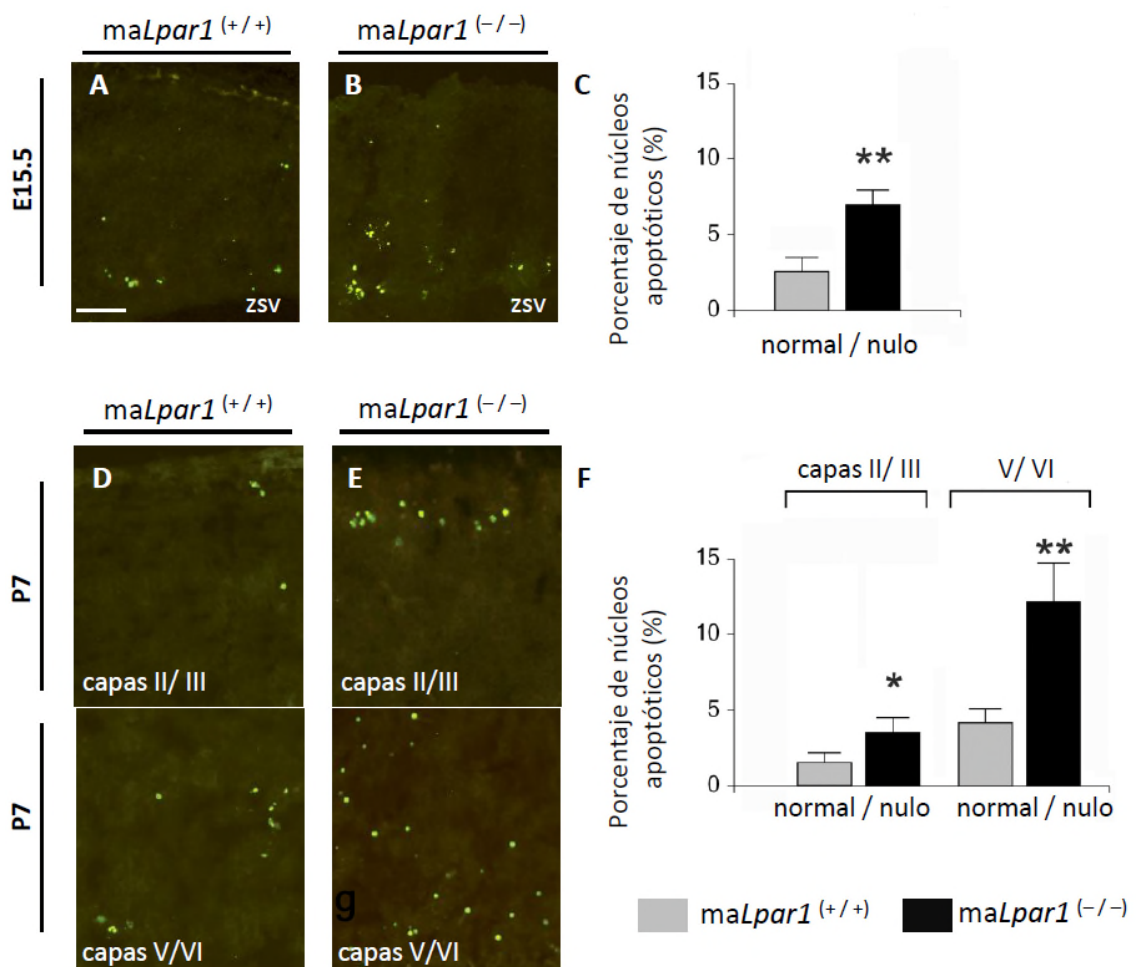 maLpar1 (+/+)
maLpar1 (−/−)
E15.5
A
ZSV
B
ZSV
C
Porcentaje de núcleos
apoptóticos (%)
15
10
5
0
**
normal / nulo
maLpar1 (+/+)
maLpar1 (−/−)
P7
D
capas II/ III
E
capas II/III
P7
capas V/VI
g
capas V/VI
F
capas II/ III
V/ VI
Porcentaje de núcleos
apoptóticos (%)
15
10
5
0
*
**
normal / nulo
normal / nulo
maLpar1 (+/+)
maLpar1 (−/−)